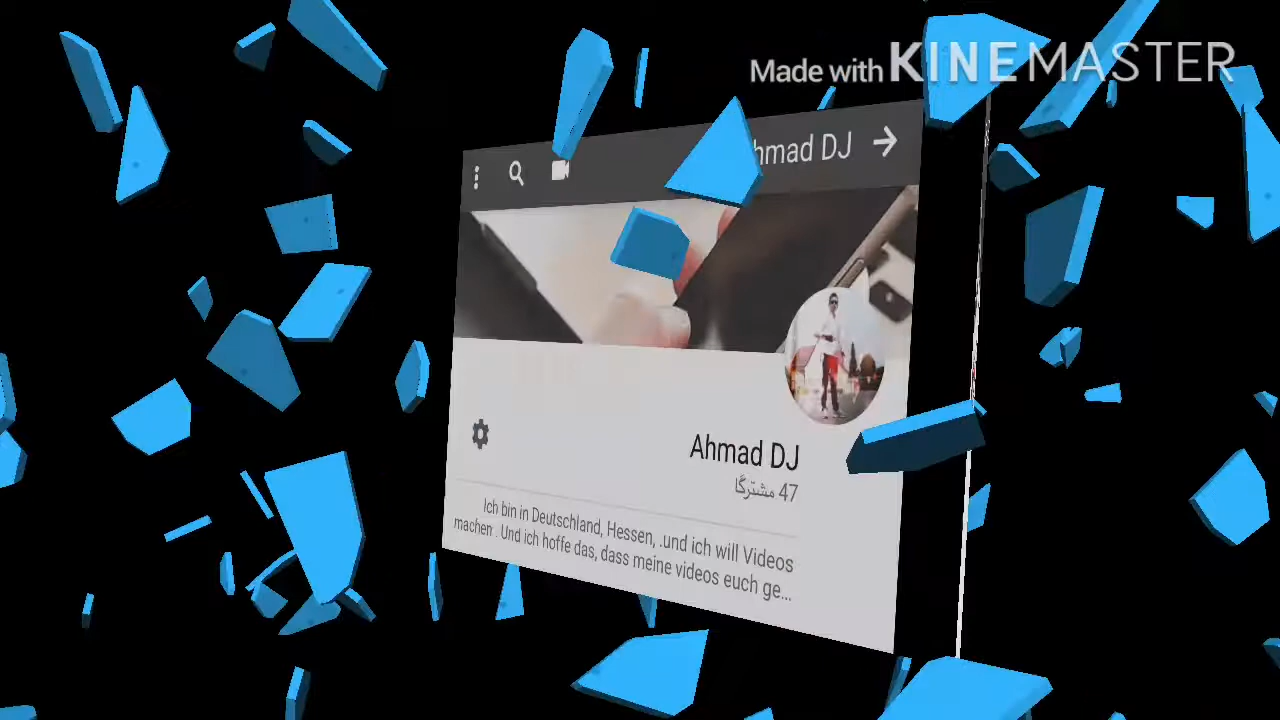 Made with KINEMASTER
hmad DJ
Ahmad DJ
47 مشتركًا
Ich bin in Deutschland, Hessen, .und ich will Videos
machen . Und ich hoffe das, dass meine videos euch ge...